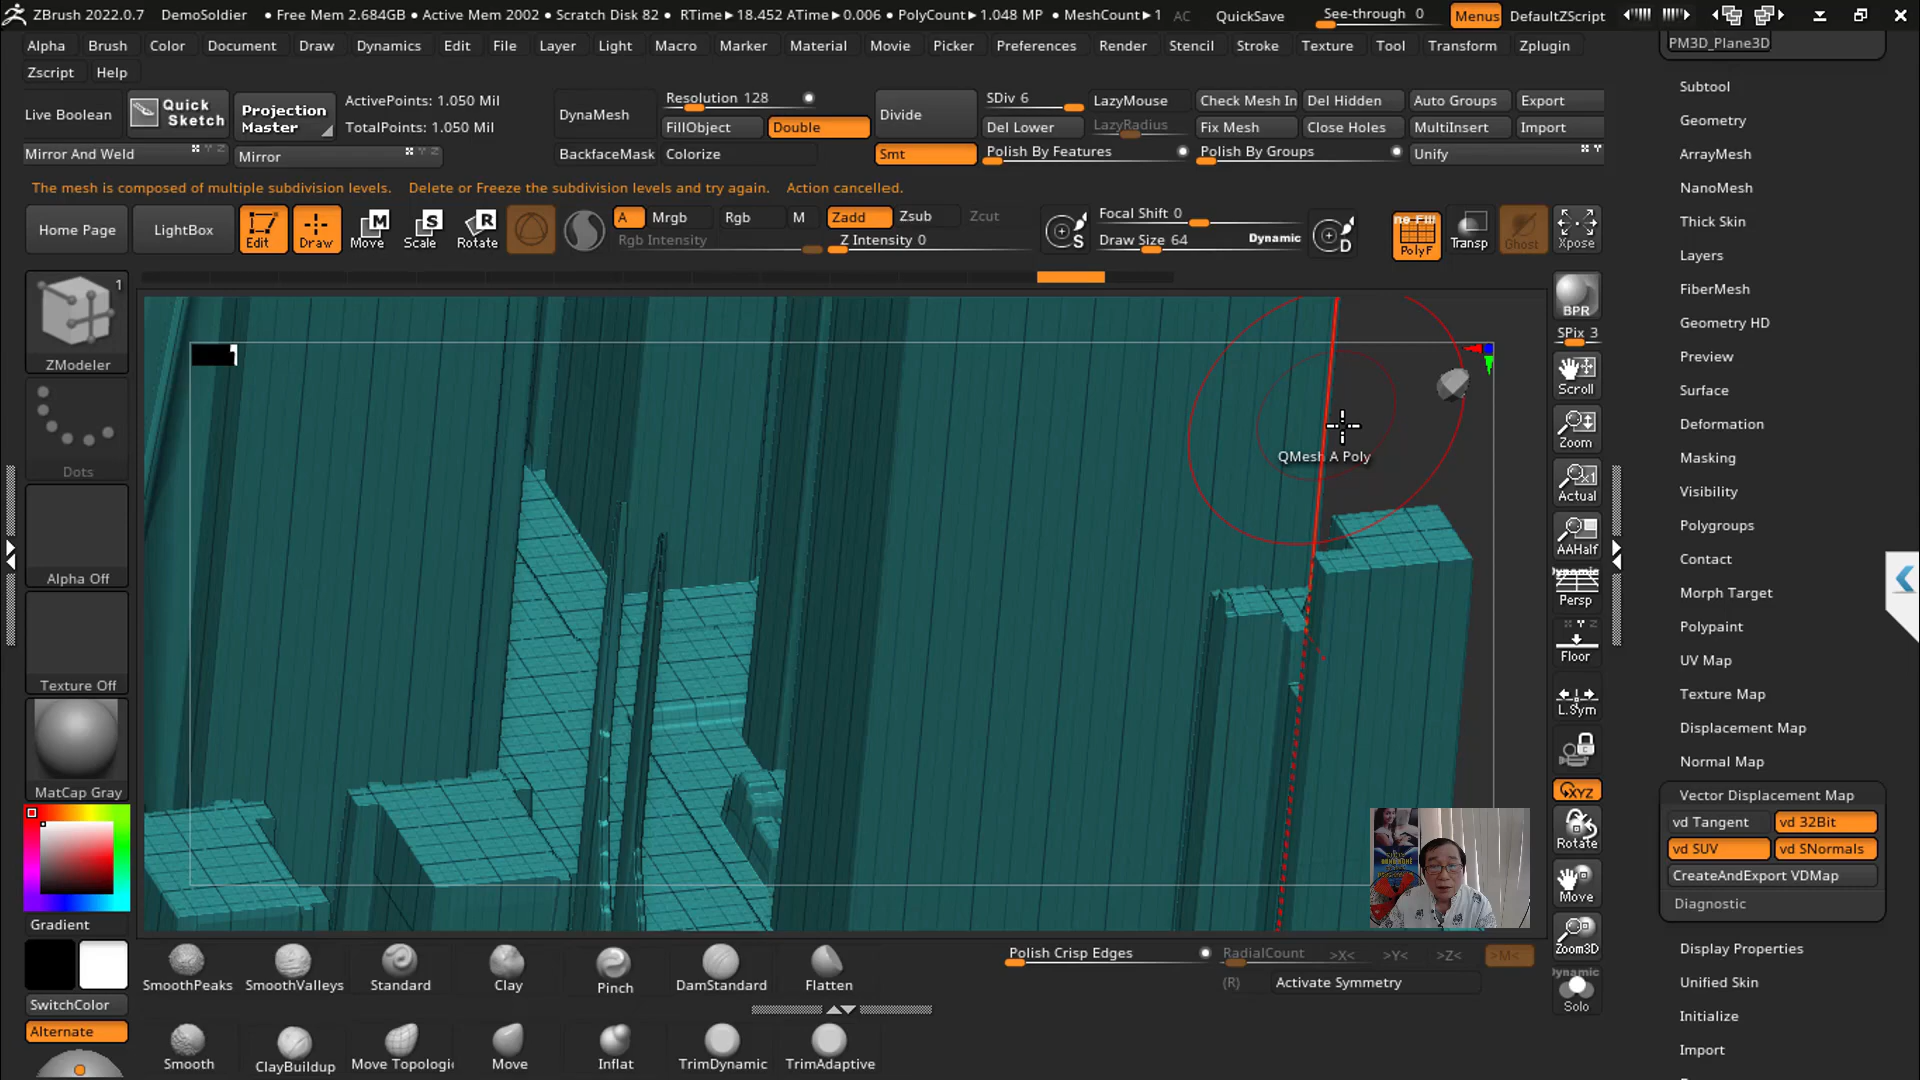 ZBrush 2022.0.7 DemoSoldier • Free Mem 2.684GB • Active Mem 2002 • Scratch Disk 82 • RTime▶18.452 ATime▶0.006 • PolyCount▶1.048 MP • MeshCount▶1 AC QuickSave See-through 0 Menus DefaultZScript
Alpha Brush Color Document Draw Dynamics Edit File Layer Light Macro Marker Material Movie Picker Preferences Render Stencil Stroke Texture Tool Transform Zplugin
Zscript Help
Live Boolean
Quick Sketch
Projection Master
ActivePoints: 1.050 Mil
TotalPoints: 1.050 Mil
Mirror And Weld
Mirror
DynaMesh
BackfaceMask
Resolution 128
FillObject
Double
Colorize
Divide
Smt
SDiv 6
Del Lower
Polish By Features
LazyMouse
LazyRadius
Check Mesh In
Fix Mesh
Del Hidden
Close Holes
Polish By Groups
Auto Groups
MultiInsert
Unify
Export
Import
The mesh is composed of multiple subdivision levels. Delete or Freeze the subdivision levels and try again. Action cancelled.
Home Page
LightBox
Edit
Draw
Move
Scale
Rotate
A
Mrgb
Rgb
M
Rgb Intensity
Zadd
Zsub
Zcut
Z Intensity 0
S
Focal Shift 0
Draw Size 64
Dynamic
D
PolyF
Transp
Ghost
Xpose
1
ZModeler
Dots
Alpha Off
Texture Off
MatCap Gray
Gradient
SwitchColor
Alternate
QMesh A Poly
BPR
SPix 3
Scroll
Zoom
Actual
AAHalf
Dynamic
Persp
Floor
L.Sym
XYZ
Rotate
Move
Zoom3D
Dynamic
Solo
SmoothPeaks
SmoothValleys
Standard
Clay
Pinch
DamStandard
Flatten
Polish Crisp Edges
RadialCount
>X<
>Y<
>Z<
>M<
(R)
Activate Symmetry
Smooth
ClayBuildup
Move Topologic
Move
Inflat
TrimDynamic
TrimAdaptive
PM3D_Plane3D
Subtool
Geometry
ArrayMesh
NanoMesh
Thick Skin
Layers
FiberMesh
Geometry HD
Preview
Surface
Deformation
Masking
Visibility
Polygroups
Contact
Morph Target
Polypaint
UV Map
Texture Map
Displacement Map
Normal Map
Vector Displacement Map
vd Tangent
vd 32Bit
vd SUV
vd SNormals
CreateAndExport VDMap
Diagnostic
Display Properties
Unified Skin
Initialize
Import